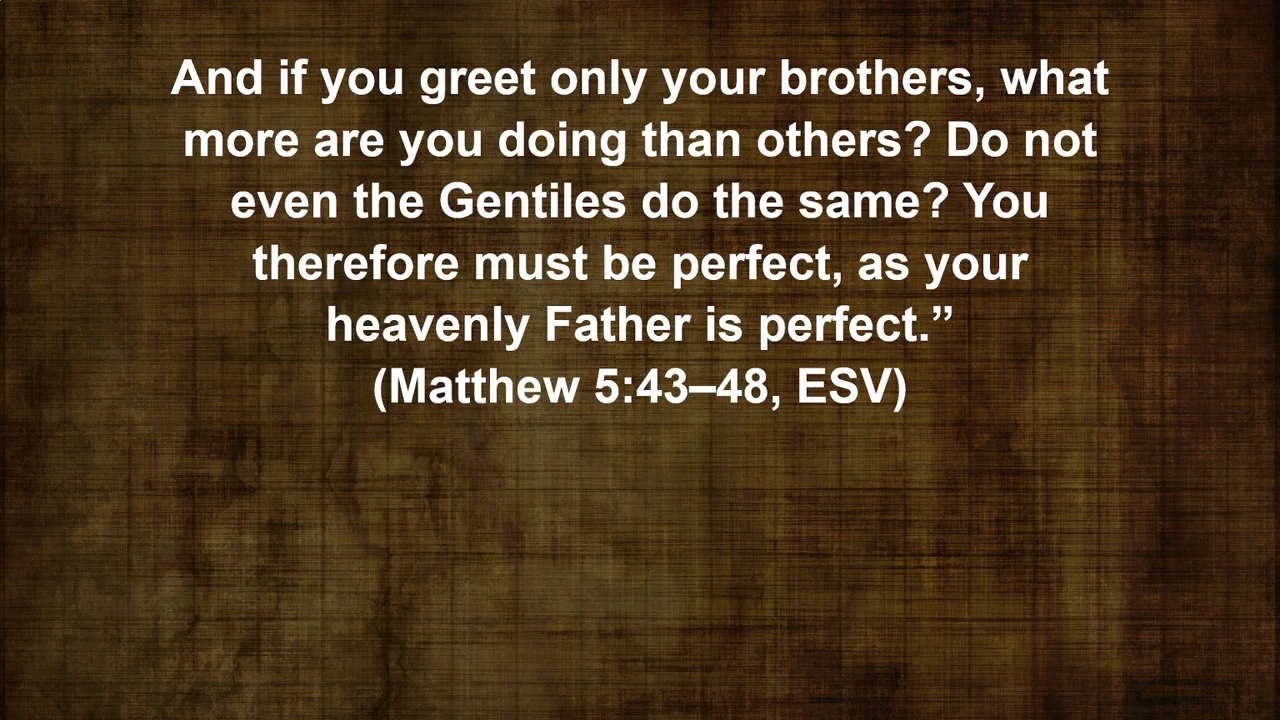 And if you greet only your brothers, what
more are you doing than others? Do not
even the Gentiles do the same? You
therefore must be perfect, as your
heavenly Father is perfect.”
(Matthew 5:43–48, ESV)